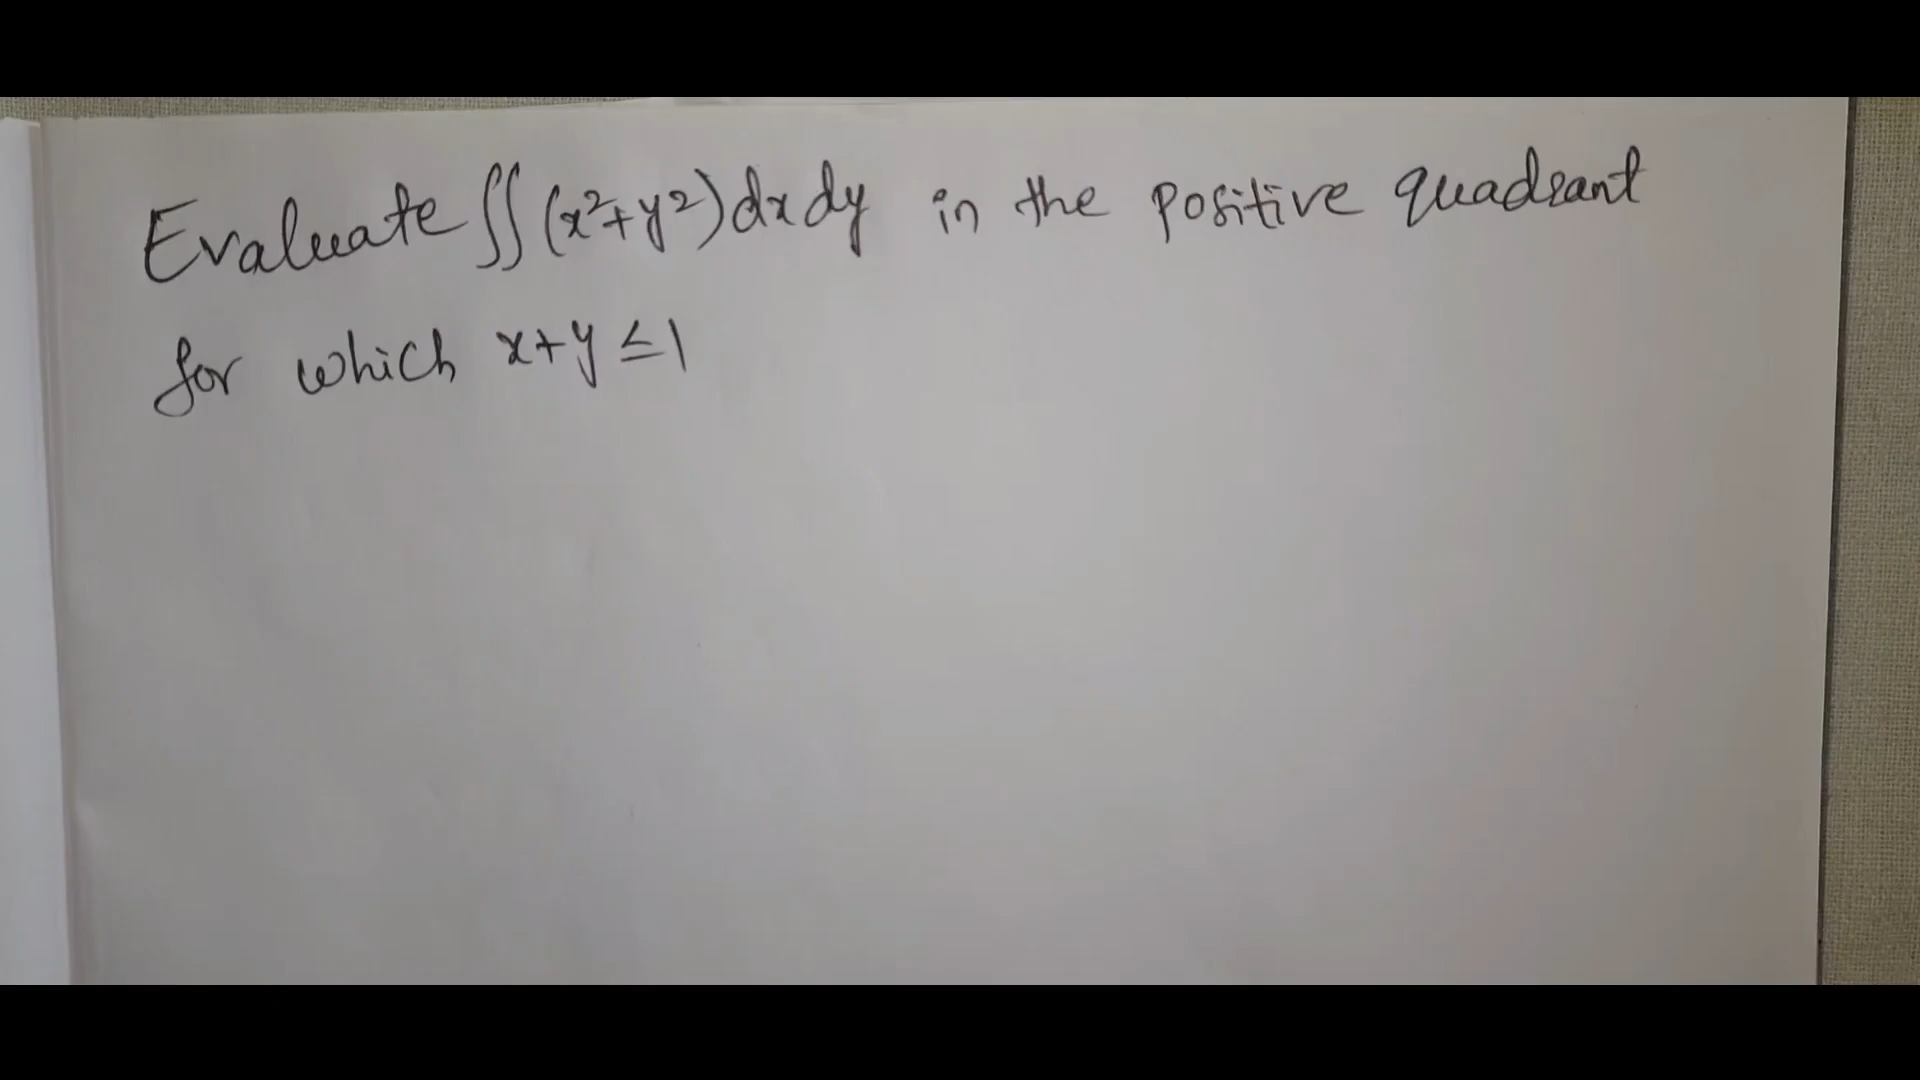 Evaluate ∬(x²+y²)dxdy in the positive quadrant
for which x+y ≤1